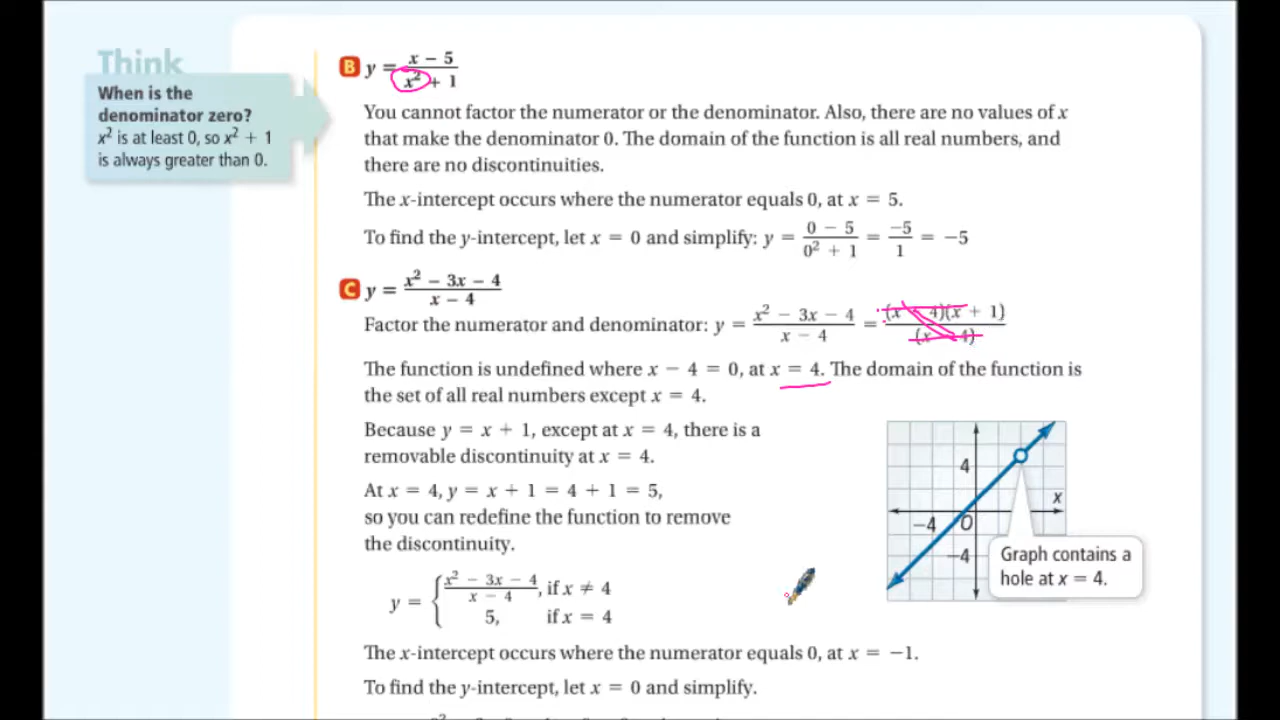 Think
When is the
denominator zero?
x² is at least 0, so x² + 1
is always greater than 0.
B y = (x − 5)/(x² + 1)
You cannot factor the numerator or the denominator. Also, there are no values of x
that make the denominator 0. The domain of the function is all real numbers, and
there are no discontinuities.
The x-intercept occurs where the numerator equals 0, at x = 5.
To find the y-intercept, let x = 0 and simplify: y = (0 − 5)/(0² + 1) = −5/1 = −5
C y = (x² − 3x − 4)/(x − 4)
Factor the numerator and denominator: y = (x² − 3x − 4)/(x − 4) = (x − 4)(x + 1)/(x − 4)
The function is undefined where x − 4 = 0, at x = 4. The domain of the function is
the set of all real numbers except x = 4.
Because y = x + 1, except at x = 4, there is a
removable discontinuity at x = 4.
At x = 4, y = x + 1 = 4 + 1 = 5,
so you can redefine the function to remove
the discontinuity.
y = { (x² − 3x − 4)/(x − 4), if x ≠ 4
5, if x = 4
4
x
−4 O
−4
Graph contains a
hole at x = 4.
The x-intercept occurs where the numerator equals 0, at x = −1.
To find the y-intercept, let x = 0 and simplify.